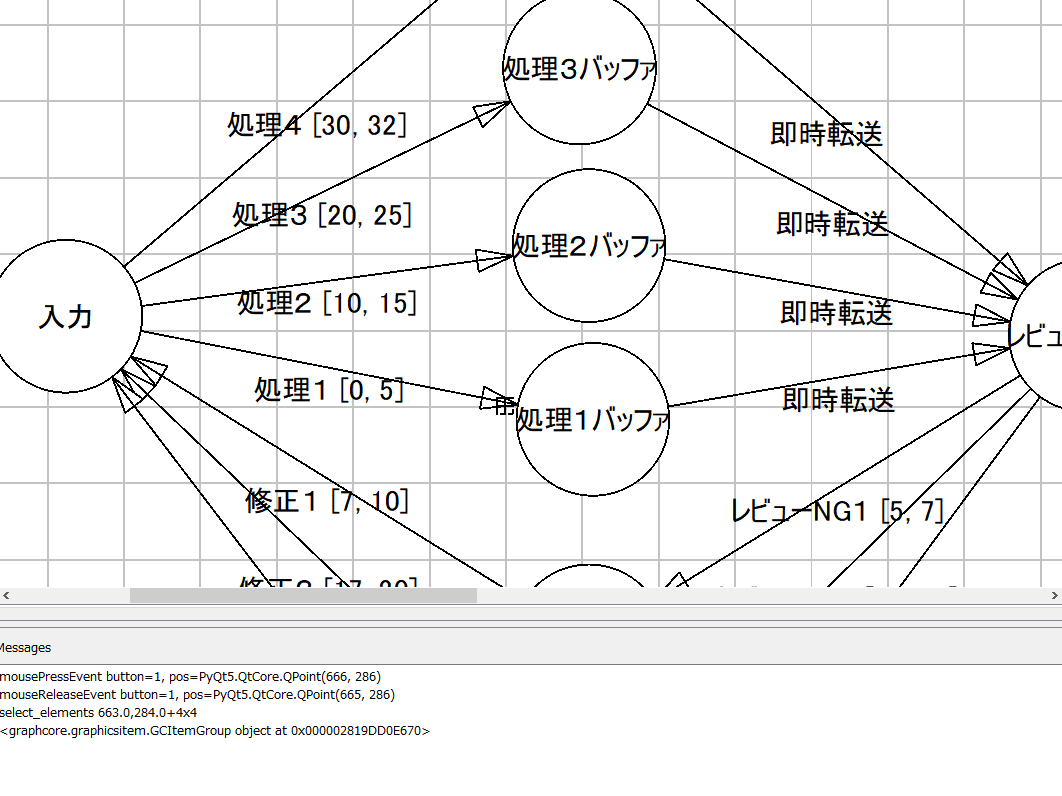 処理3バッファ
処理4 [30, 32]
即時転送
処理3 [20, 25]
即時転送
処理2バッファ
入力
処理2 [10, 15]
即時転送
レビュ
処理1 [0, 5]
即時転送
処理1バッファ
修正1 [7, 10]
レビューNG1 [5, 7]
Messages
mousePressEvent button=1, pos=PyQt5.QtCore.QPoint(666, 286)
mouseReleaseEvent button=1, pos=PyQt5.QtCore.QPoint(665, 286)
select_elements 663.0,284.0+4x4
<graphcore.graphicsitem.GCItemGroup object at 0x000002819DD0E670>